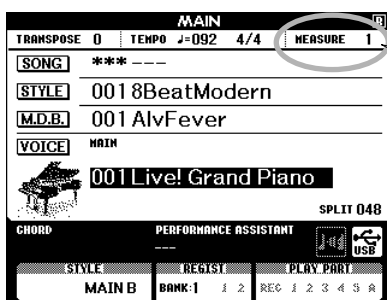 MAIN
TRANSPOSE 0 TEMPO ♩=092 4/4 MEASURE 1
SONG *** ---
STYLE 001 8BeatModern
M.D.B. 001 AlvFever
VOICE MAIN
001 Live! Grand Piano
SPLIT 048
CHORD PERFORMANCE ASSISTANT
---
USB
STYLE REGIST PLAY PART
MAIN B BANK:1 1 2 REC 1 2 3 4 5 A